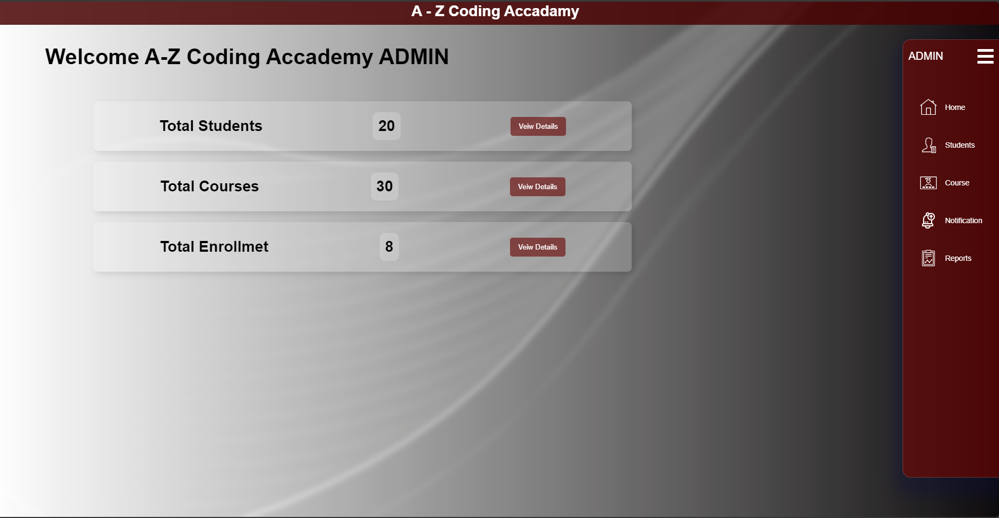 A - Z Coding Accadamy
Welcome A-Z Coding Accademy ADMIN
Total Students 20 Veiw Details
Total Courses 30 Veiw Details
Total Enrollmet 8 Veiw Details
ADMIN
Home
Students
Course
Notification
Reports